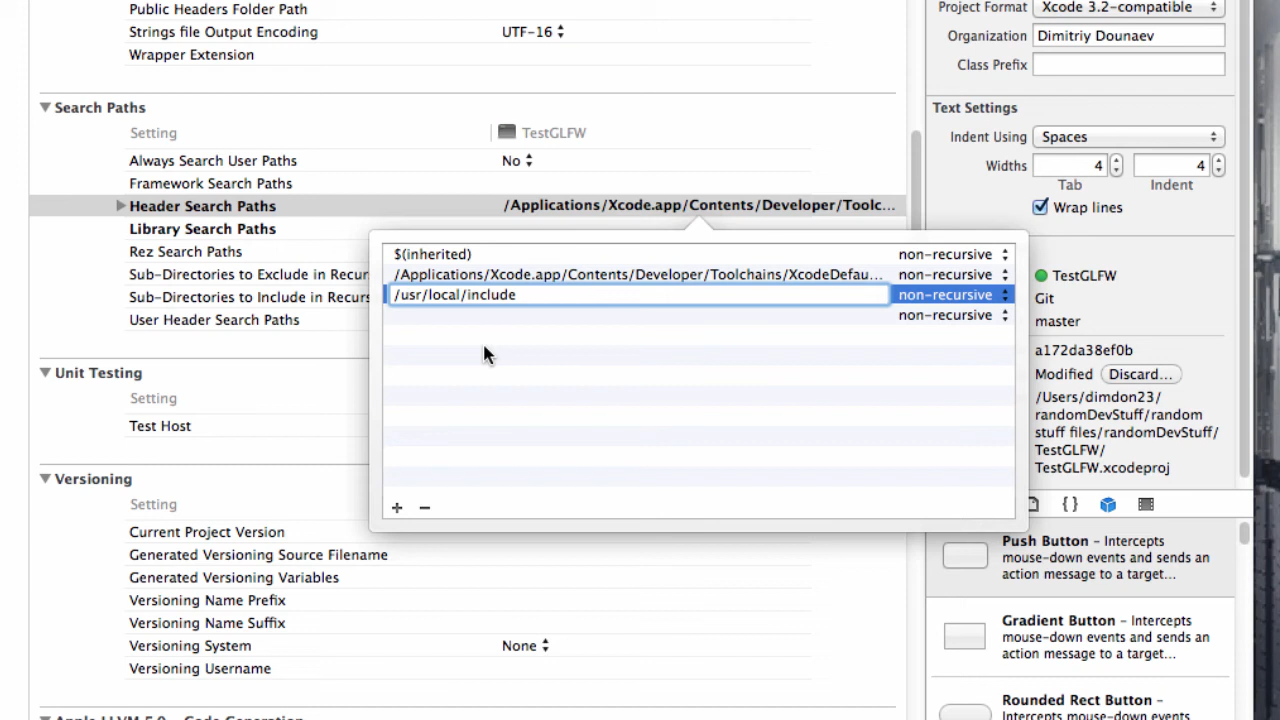 Public Headers Folder Path
Strings file Output Encoding UTF-16
Wrapper Extension
Search Paths
Setting TestGLFW
Always Search User Paths No
Framework Search Paths
Header Search Paths /Applications/Xcode.app/Contents/Developer/Toolc...
Library Search Paths
Rez Search Paths
Sub-Directories to Exclude in Recur
Sub-Directories to Include in Recurs
User Header Search Paths
$(inherited) non-recursive
/Applications/Xcode.app/Contents/Developer/Toolchains/XcodeDefau... non-recursive
/usr/local/include non-recursive
non-recursive
+ −
Unit Testing
Setting
Test Host
Versioning
Setting
Current Project Version
Generated Versioning Source Filename
Generated Versioning Variables
Versioning Name Prefix
Versioning Name Suffix
Versioning System None
Versioning Username
Project Format Xcode 3.2-compatible
Organization Dimitriy Dounaev
Class Prefix
Text Settings
Indent Using Spaces
Widths 4 4
Tab Indent
Wrap lines
TestGLFW
Git
master
a172da38ef0b
Modified Discard...
/Users/dimdon23/
randomDevStuff/random
stuff files/randomDevStuff/
TestGLFW/
TestGLFW.xcodeproj
{ }
Push Button – Intercepts
mouse-down events and sends an
action message to a target...
Gradient Button – Intercepts
mouse-down events and sends an
action message to a target...
Rounded Rect Button –
Intercepts mouse-down events